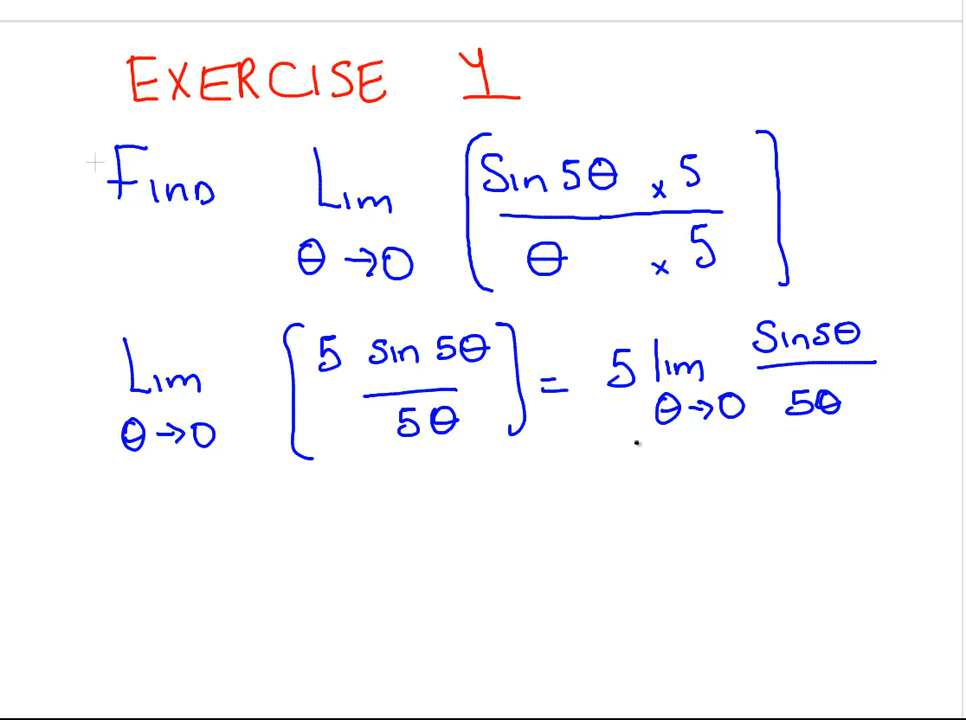 EXERCISE 1
FIND Lim θ→0 [ Sin 5θ x 5 / θ x 5 ]
Lim θ→0 [ 5 sin 5θ / 5θ ] = 5 lim θ→0 Sin5θ / 5θ